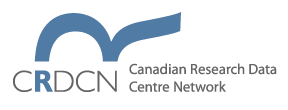 CRDCN
Canadian Research Data
Centre Network